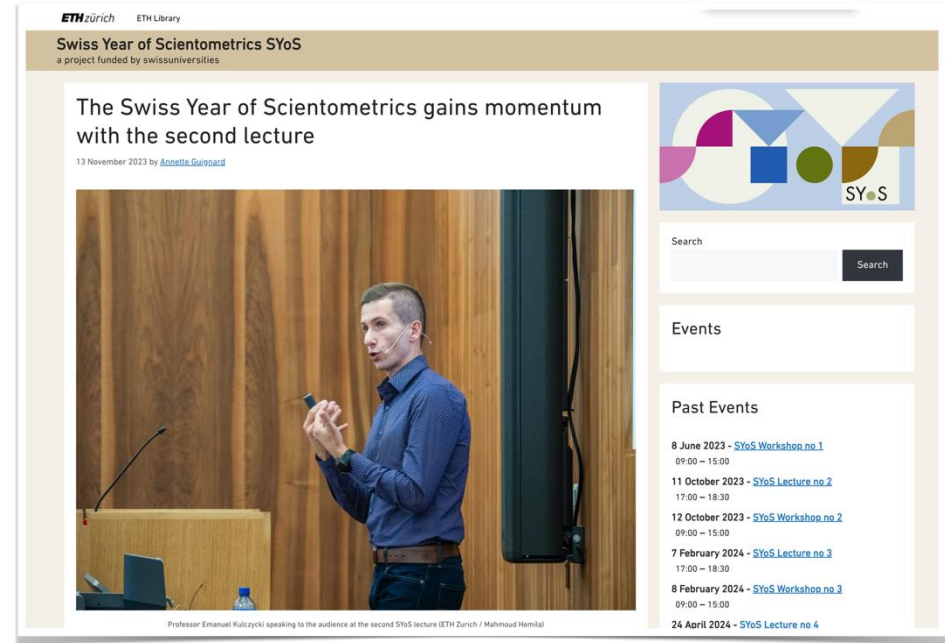 ETH zürich ETH Library
Swiss Year of Scientometrics SYoS
a project funded by swissuniversities
The Swiss Year of Scientometrics gains momentum
with the second lecture
13 November 2023 by Annette Guignard
Professor Emanuel Kulczycki speaking to the audience at the second SYoS lecture (ETH Zurich / Mahmoud Hemila)
SYoS
Search
Search
Events
Past Events
8 June 2023 - SYoS Workshop no 1
09:00 – 15:00
11 October 2023 - SYoS Lecture no 2
17:00 – 18:30
12 October 2023 - SYoS Workshop no 2
09:00 – 15:00
7 February 2024 - SYoS Lecture no 3
17:00 – 18:30
8 February 2024 - SYoS Workshop no 3
09:00 – 15:00
24 April 2024 - SYoS Lecture no 4